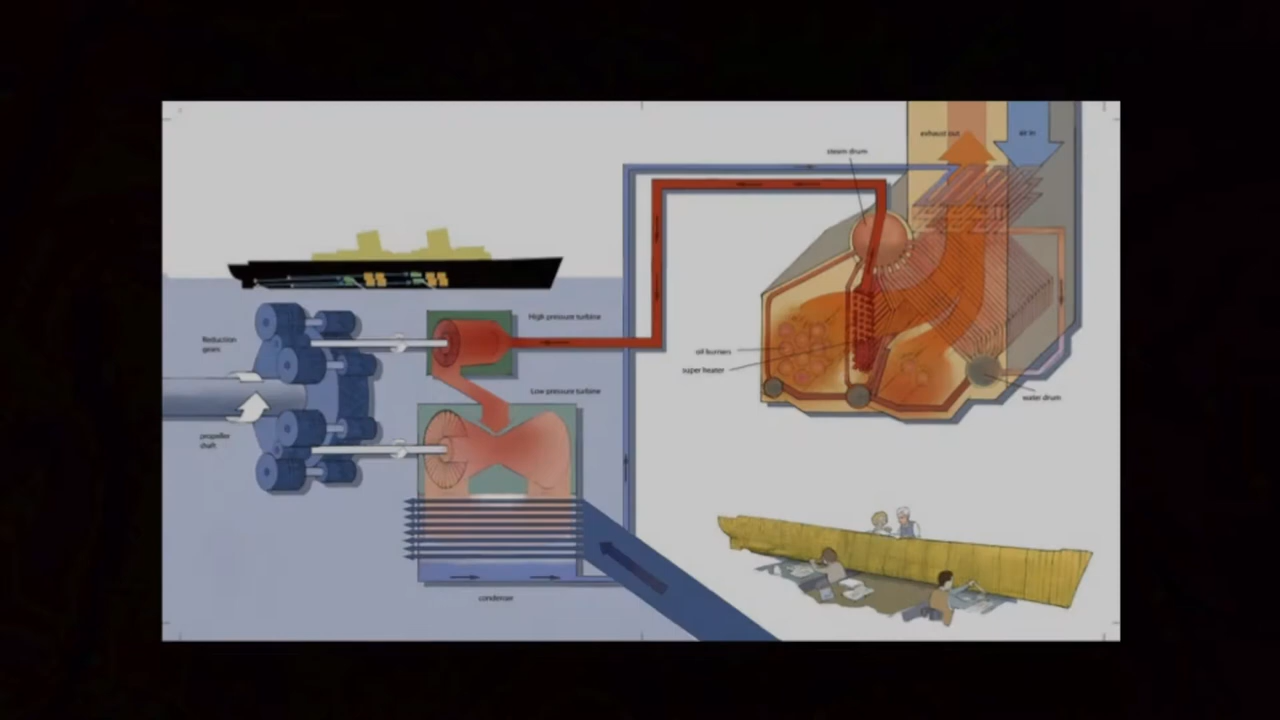 exhaust out
air in
steam drum
High pressure turbine
Reduction
gears
oil burners
super heater
Low pressure turbine
water drum
propeller
shaft
condenser